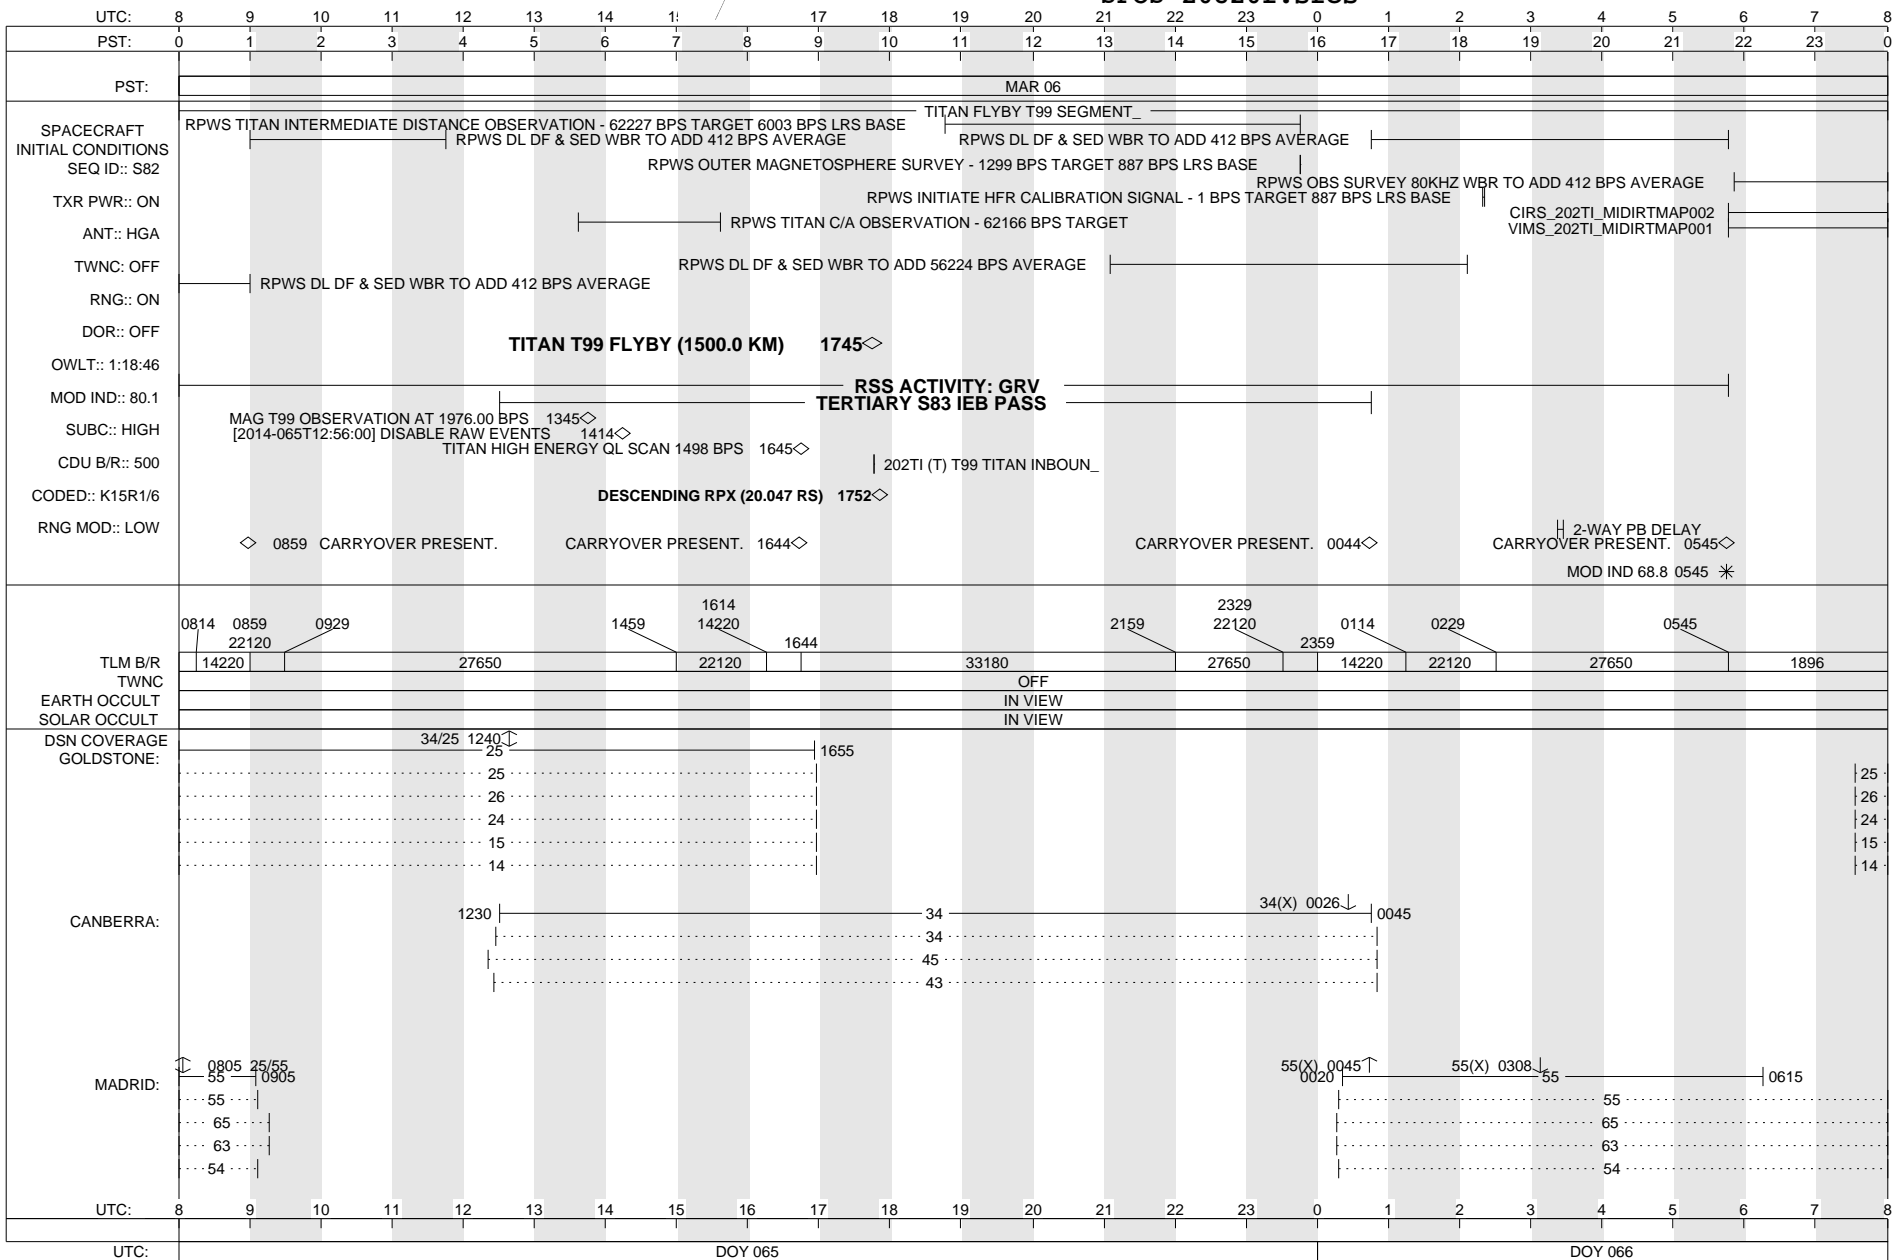 UTC: 8 9 10 11 12 13 14 17 18 19 20 21 22 23 0 1 2 3 4 5 6 7 8
PST: 0 1 2 3 4 5 6 7 8 9 10 11 12 13 14 15 16 17 18 19 20 21 22 23 0
PST: MAR 06
TITAN FLYBY T99 SEGMENT_
SPACECRAFT
INITIAL CONDITIONS
SEQ ID:: S82
TXR PWR:: ON
ANT:: HGA
TWNC: OFF
RNG:: ON
DOR:: OFF
OWLT:: 1:18:46
MOD IND:: 80.1
SUBC:: HIGH
CDU B/R:: 500
CODED:: K15R1/6
RNG MOD:: LOW
RPWS TITAN INTERMEDIATE DISTANCE OBSERVATION - 62227 BPS TARGET 6003 BPS LRS BASE
RPWS DL DF & SED WBR TO ADD 412 BPS AVERAGE
RPWS DL DF & SED WBR TO ADD 412 BPS AVERAGE
RPWS OUTER MAGNETOSPHERE SURVEY - 1299 BPS TARGET 887 BPS LRS BASE
RPWS OBS SURVEY 80KHZ WBR TO ADD 412 BPS AVERAGE
RPWS INITIATE HFR CALIBRATION SIGNAL - 1 BPS TARGET 887 BPS LRS BASE
CIRS_202TI_MIDIRTMAP002
RPWS TITAN C/A OBSERVATION - 62166 BPS TARGET
VIMS_202TI_MIDIRTMAP001
RPWS DL DF & SED WBR TO ADD 56224 BPS AVERAGE
RPWS DL DF & SED WBR TO ADD 412 BPS AVERAGE
TITAN T99 FLYBY (1500.0 KM) 1745
RSS ACTIVITY: GRV
TERTIARY S83 IEB PASS
MAG T99 OBSERVATION AT 1976.00 BPS 1345
[2014-065T12:56:00] DISABLE RAW EVENTS 1414
TITAN HIGH ENERGY QL SCAN 1498 BPS 1645
202TI (T) T99 TITAN INBOUN_
DESCENDING RPX (20.047 RS) 1752
2-WAY PB DELAY
0859 CARRYOVER PRESENT. CARRYOVER PRESENT. 1644 CARRYOVER PRESENT. 0044 CARRYOVER PRESENT. 0545
MOD IND 68.8 0545
1614 2329
0814 0859 0929 1459 14220 2159 22120 0114 0229 0545
22120 1644 2359
TLM B/R 14220 27650 22120 33180 27650 14220 22120 27650 1896
TWNC OFF
EARTH OCCULT IN VIEW
SOLAR OCCULT IN VIEW
DSN COVERAGE
GOLDSTONE:
34/25 1240
25 1655
25 25
26 26
24 24
15 15
14 14
CANBERRA:
34(X) 0026
1230 34 0045
34
45
43
MADRID:
0805 25/55 55(X) 0045 55(X) 0308
55 0905 0020 55 0615
55 55
65 65
63 63
54 54
UTC: 8 9 10 11 12 13 14 15 16 17 18 19 20 21 22 23 0 1 2 3 4 5 6 7 8
UTC: DOY 065 DOY 066